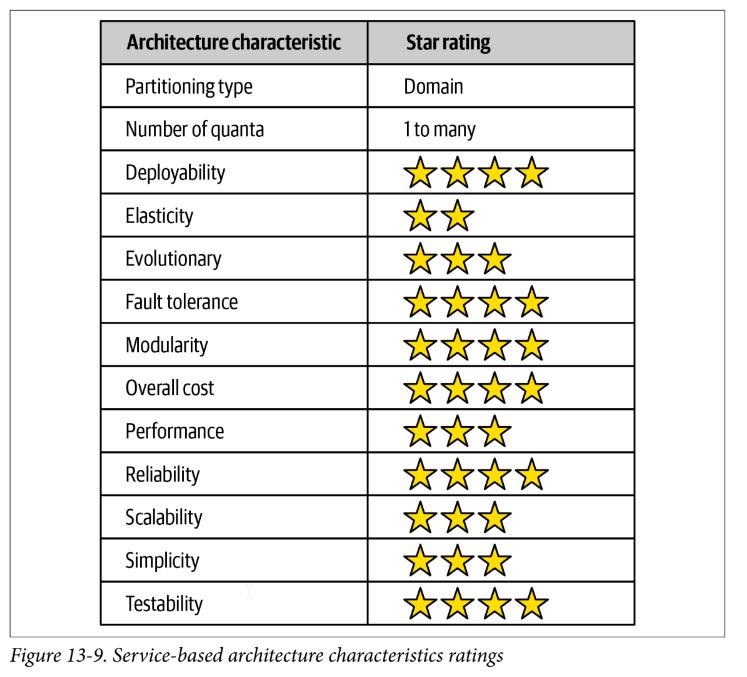 Architecture characteristic Star rating
Partitioning type Domain
Number of quanta 1 to many
Deployability
Elasticity
Evolutionary
Fault tolerance
Modularity
Overall cost
Performance
Reliability
Scalability
Simplicity
Testability
Figure 13-9. Service-based architecture characteristics ratings